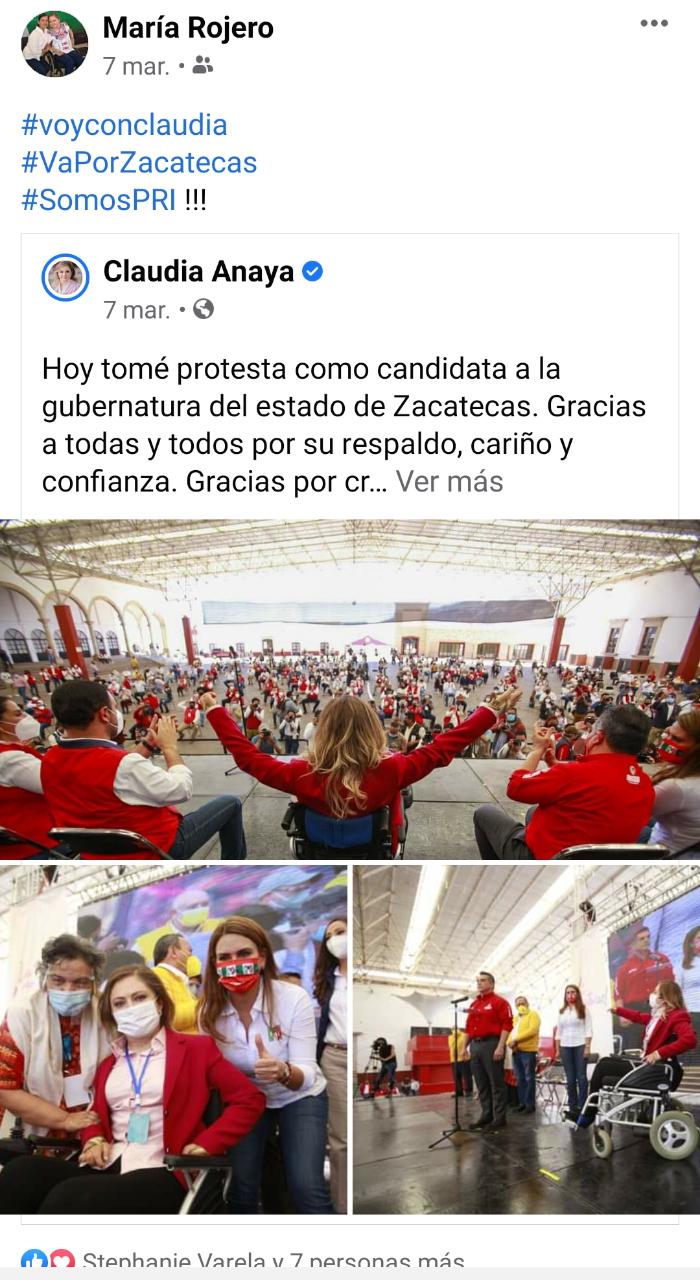 María Rojero
7 mar.
#voyconclaudia
#VaPorZacatecas
#SomosPRI !!!
Claudia Anaya
7 mar.
Hoy tomé protesta como candidata a la
gubernatura del estado de Zacatecas. Gracias
a todas y todos por su respaldo, cariño y
confianza. Gracias por cr... Ver más
Stephanie Varela y 7 personas más